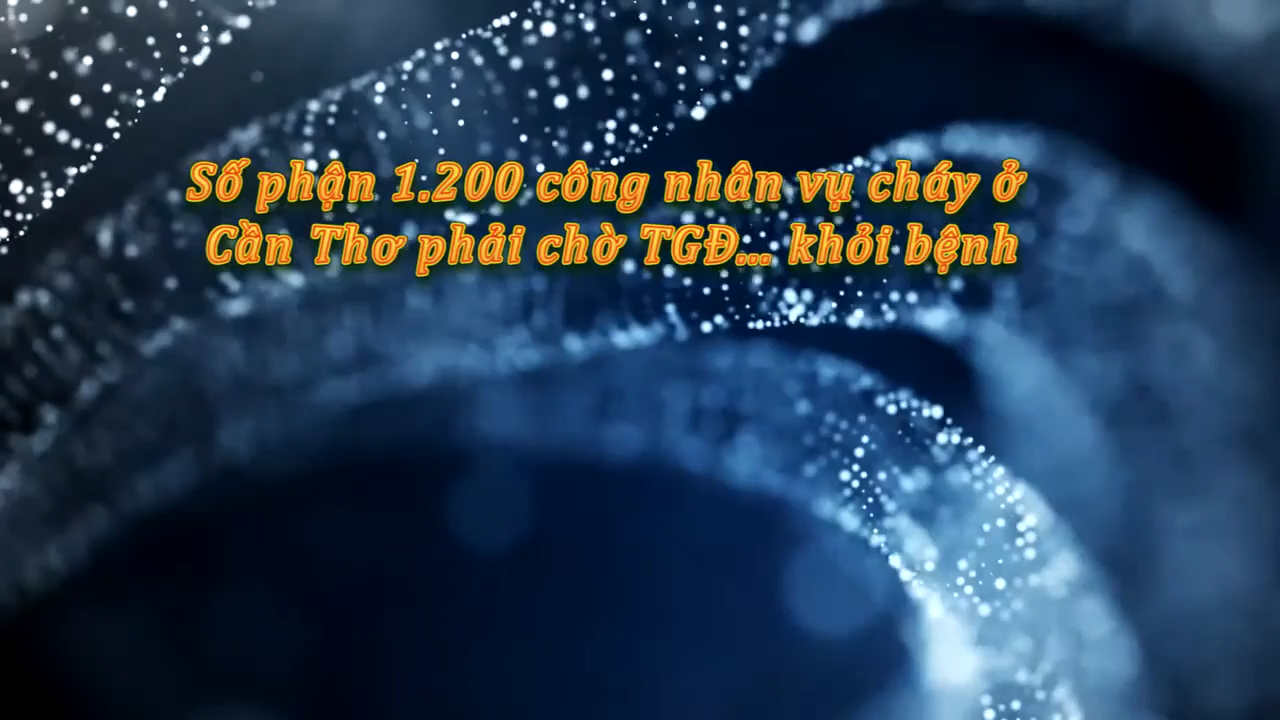 Số phận 1.200 công nhân vụ cháy ở
Cần Thơ phải chờ TGĐ... khỏi bệnh